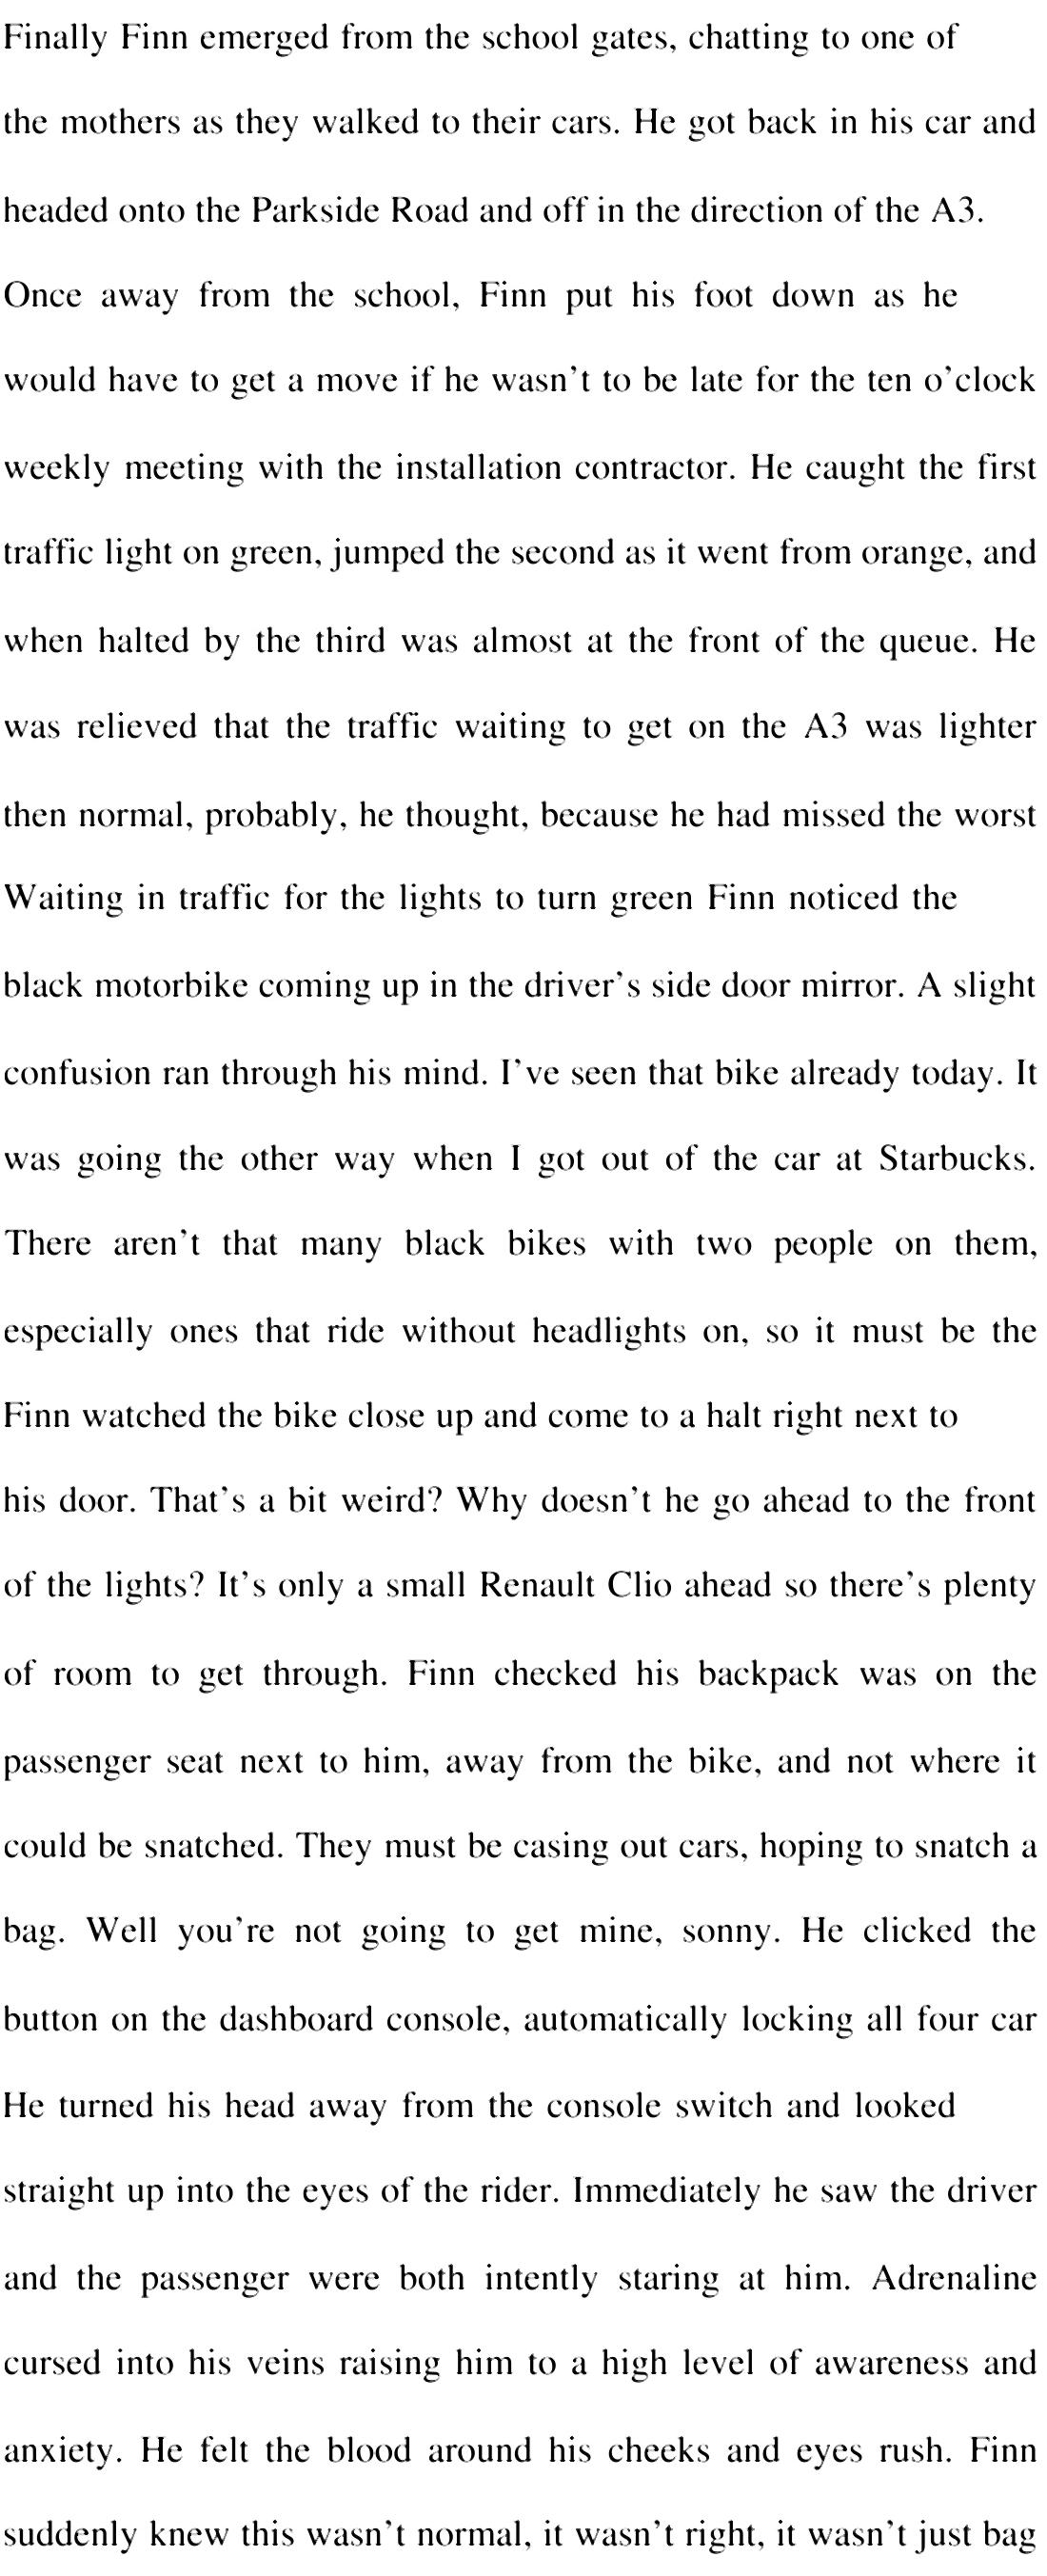 Finally Finn emerged from the school gates, chatting to one of
the mothers as they walked to their cars. He got back in his car and
headed onto the Parkside Road and off in the direction of the A3.
Once away from the school, Finn put his foot down as he
would have to get a move if he wasn’t to be late for the ten o’clock
weekly meeting with the installation contractor. He caught the first
traffic light on green, jumped the second as it went from orange, and
when halted by the third was almost at the front of the queue. He
was relieved that the traffic waiting to get on the A3 was lighter
then normal, probably, he thought, because he had missed the worst
Waiting in traffic for the lights to turn green Finn noticed the
black motorbike coming up in the driver’s side door mirror. A slight
confusion ran through his mind. I’ve seen that bike already today. It
was going the other way when I got out of the car at Starbucks.
There aren’t that many black bikes with two people on them,
especially ones that ride without headlights on, so it must be the
Finn watched the bike close up and come to a halt right next to
his door. That’s a bit weird? Why doesn’t he go ahead to the front
of the lights? It’s only a small Renault Clio ahead so there’s plenty
of room to get through. Finn checked his backpack was on the
passenger seat next to him, away from the bike, and not where it
could be snatched. They must be casing out cars, hoping to snatch a
bag. Well you’re not going to get mine, sonny. He clicked the
button on the dashboard console, automatically locking all four car
He turned his head away from the console switch and looked
straight up into the eyes of the rider. Immediately he saw the driver
and the passenger were both intently staring at him. Adrenaline
cursed into his veins raising him to a high level of awareness and
anxiety. He felt the blood around his cheeks and eyes rush. Finn
suddenly knew this wasn’t normal, it wasn’t right, it wasn’t just bag